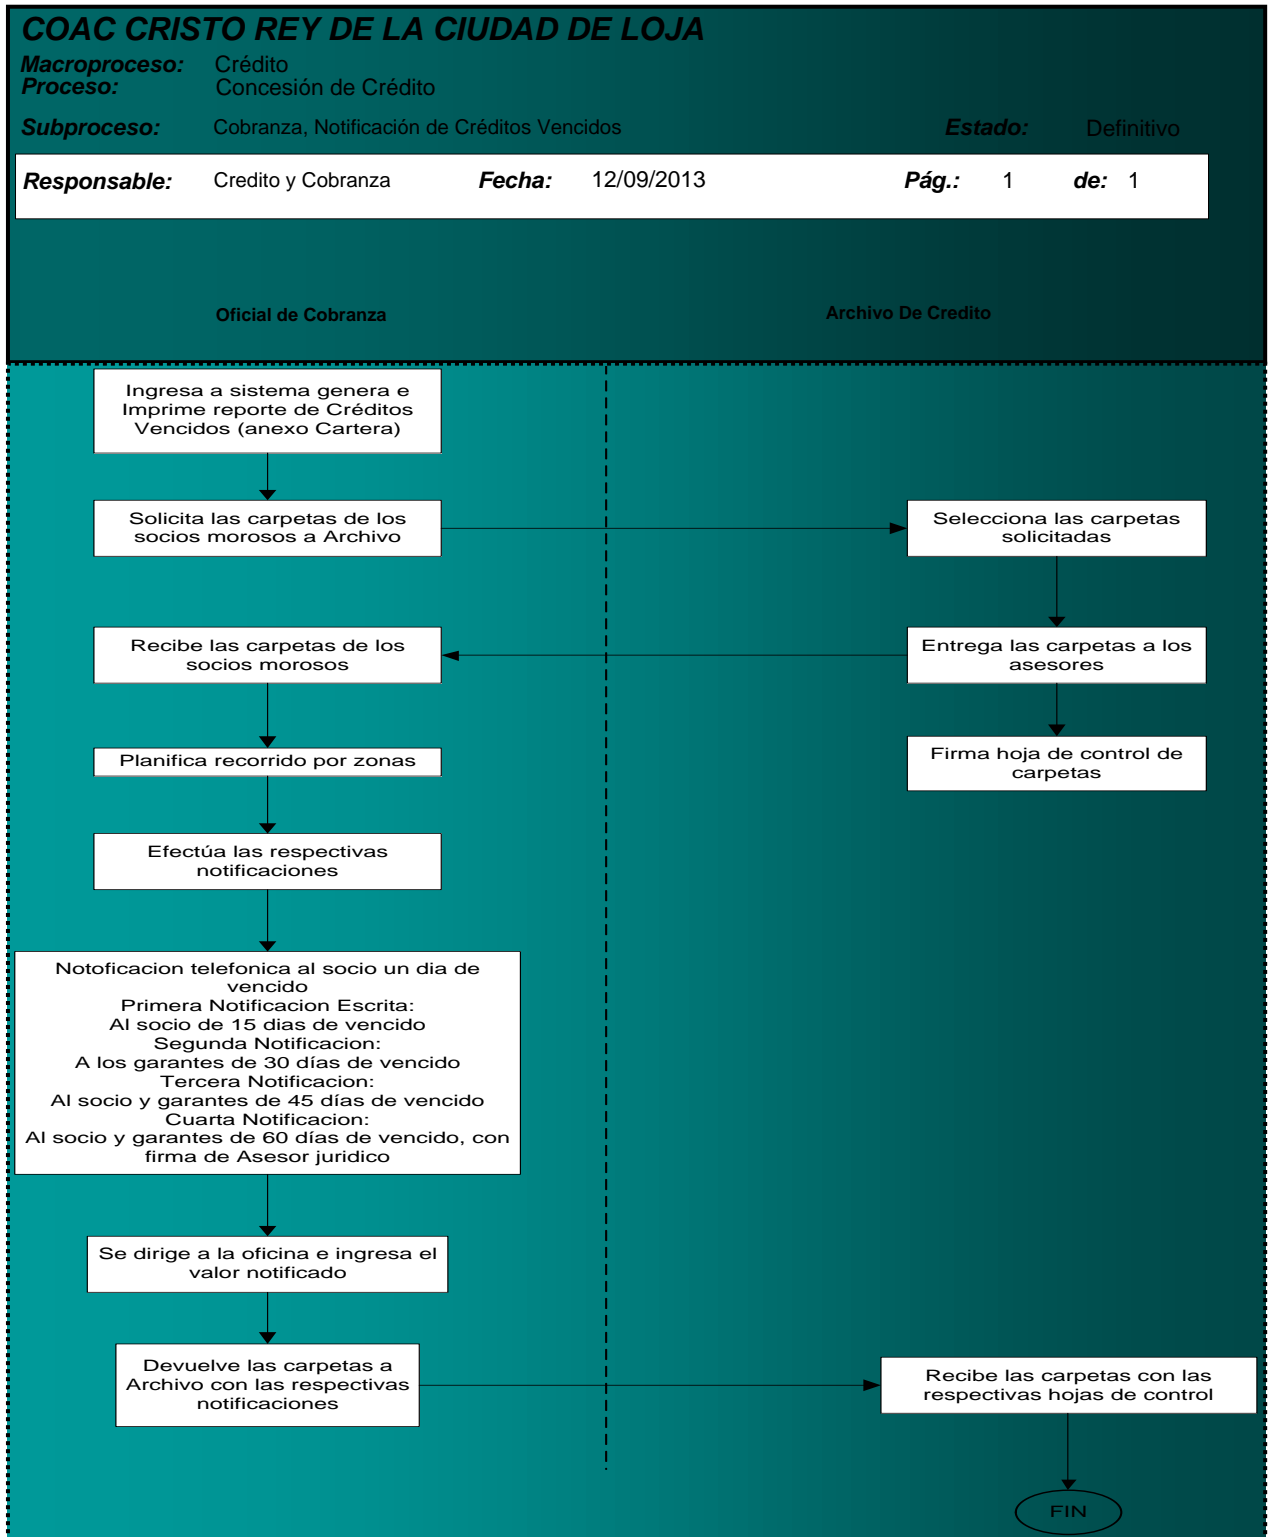 COAC CRISTO REY DE LA CIUDAD DE LOJA
Macroproceso: Crédito
Proceso: Concesión de Crédito
Subproceso: Cobranza, Notificación de Créditos Vencidos Estado: Definitivo
Responsable: Credito y Cobranza Fecha: 12/09/2013 Pág.: 1 de: 1
Oficial de Cobranza Archivo De Credito
Ingresa a sistema genera e
Imprime reporte de Créditos
Vencidos (anexo Cartera)
Solicita las carpetas de los
socios morosos a Archivo
Selecciona las carpetas
solicitadas
Recibe las carpetas de los
socios morosos
Entrega las carpetas a los
asesores
Planifica recorrido por zonas
Firma hoja de control de
carpetas
Efectúa las respectivas
notificaciones
Notoficacion telefonica al socio un dia de
vencido
Primera Notificacion Escrita:
Al socio de 15 dias de vencido
Segunda Notificacion:
A los garantes de 30 días de vencido
Tercera Notificacion:
Al socio y garantes de 45 días de vencido
Cuarta Notificacion:
Al socio y garantes de 60 días de vencido, con
firma de Asesor juridico
Se dirige a la oficina e ingresa el
valor notificado
Devuelve las carpetas a
Archivo con las respectivas
notificaciones
Recibe las carpetas con las
respectivas hojas de control
FIN